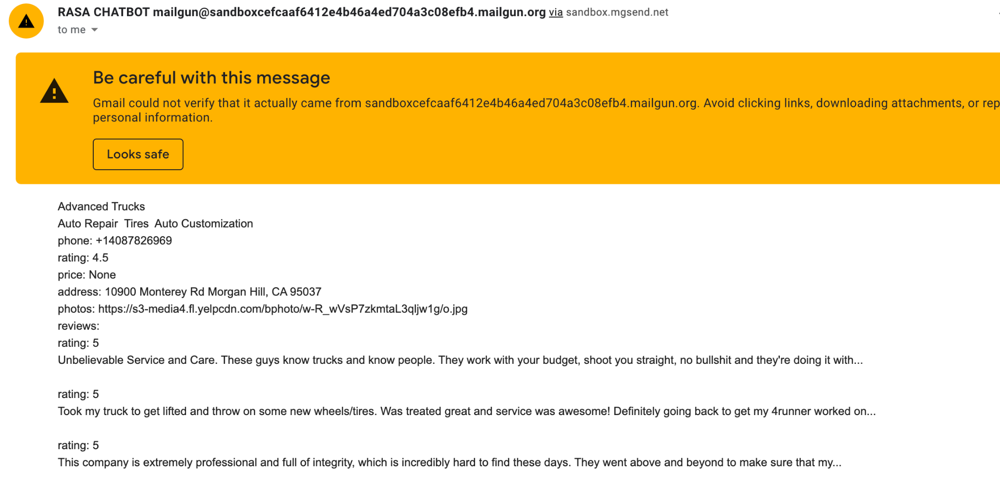 RASA CHATBOT mailgun@sandboxcefcaaf6412e4b46a4ed704a3c08efb4.mailgun.org via sandbox.mgsend.net
to me
Be careful with this message
Gmail could not verify that it actually came from sandboxcefcaaf6412e4b46a4ed704a3c08efb4.mailgun.org. Avoid clicking links, downloading attachments, or rep
personal information.
Looks safe
Advanced Trucks
Auto Repair  Tires  Auto Customization
phone: +14087826969
rating: 4.5
price: None
address: 10900 Monterey Rd Morgan Hill, CA 95037
photos: https://s3-media4.fl.yelpcdn.com/bphoto/w-R_wVsP7zkmtaL3qljw1g/o.jpg
reviews:
rating: 5
Unbelievable Service and Care. These guys know trucks and know people. They work with your budget, shoot you straight, no bullshit and they're doing it with...
rating: 5
Took my truck to get lifted and throw on some new wheels/tires. Was treated great and service was awesome! Definitely going back to get my 4runner worked on...
rating: 5
This company is extremely professional and full of integrity, which is incredibly hard to find these days. They went above and beyond to make sure that my...